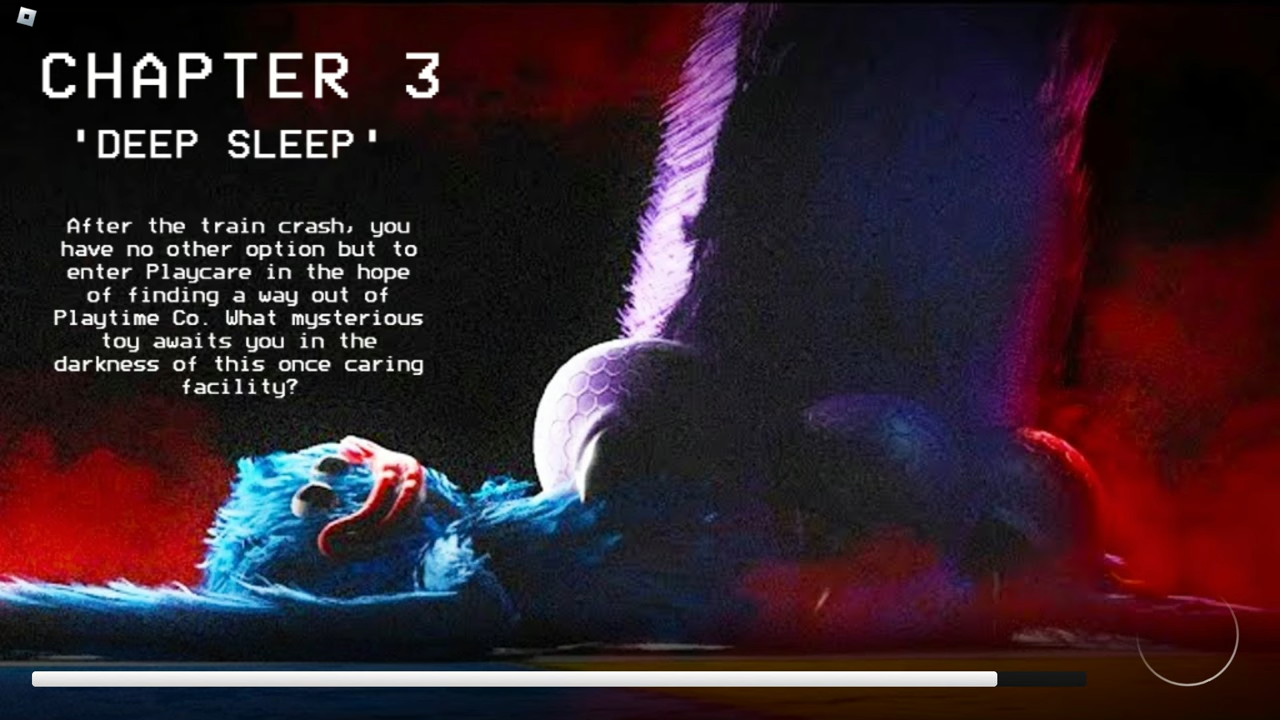 CHAPTER 3
'DEEP SLEEP'
After the train crash, you
have no other option but to
enter Playcare in the hope
of finding a way out of
Playtime Co. What mysterious
toy awaits you in the
darkness of this once caring
facility?